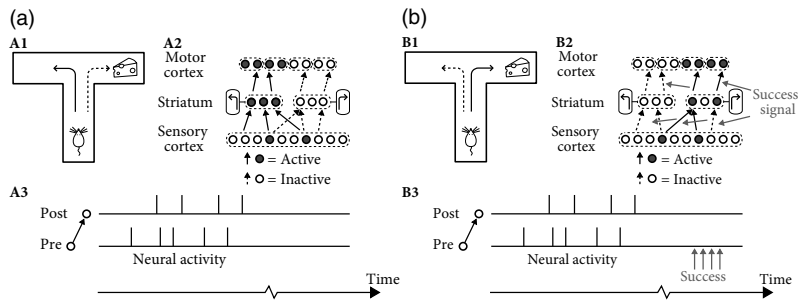 (a)
A1
A2
Motor
cortex
Striatum
Sensory
cortex
= Active
= Inactive
A3
Post
Pre
Neural activity
Time
(b)
B1
B2
Motor
cortex
Striatum
Success
signal
Sensory
cortex
= Active
= Inactive
B3
Post
Pre
Neural activity
Success
Time